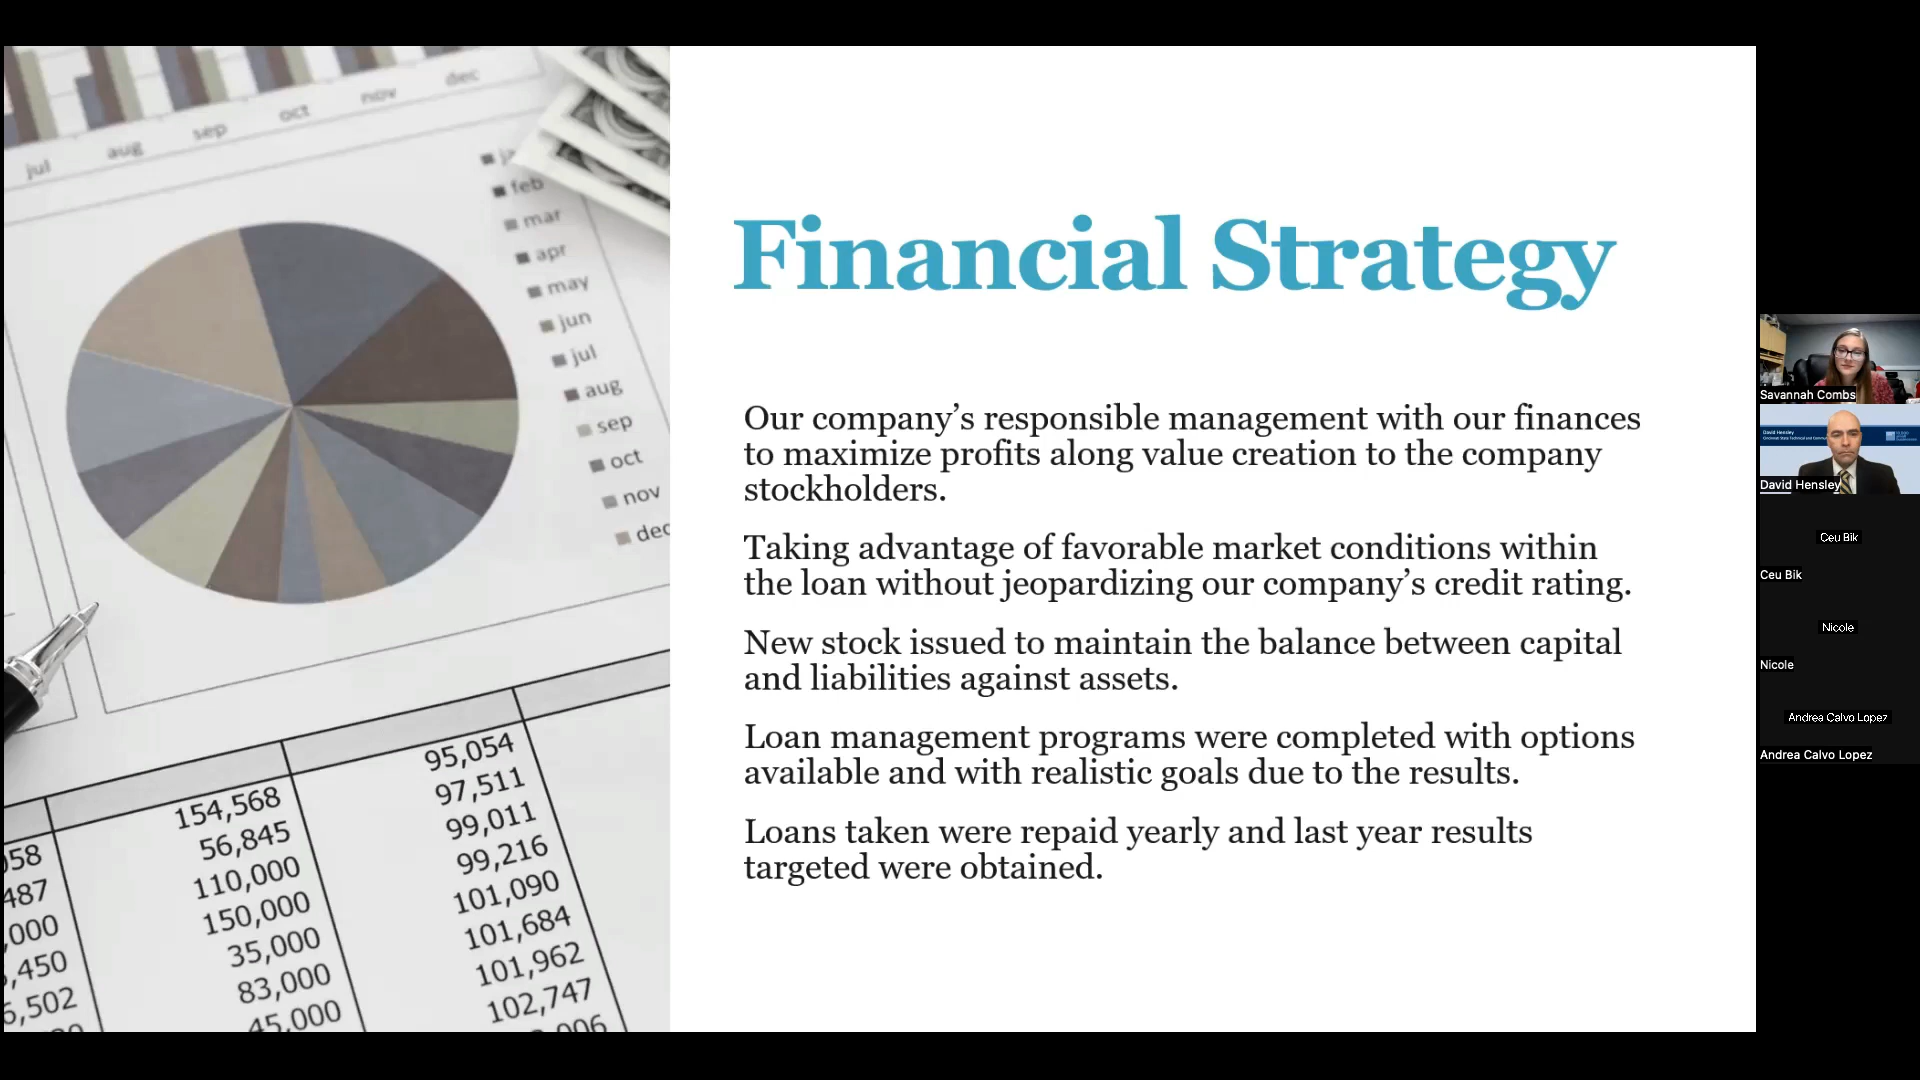 Financial Strategy
Our company’s responsible management with our finances
to maximize profits along value creation to the company
stockholders.
Taking advantage of favorable market conditions within
the loan without jeopardizing our company’s credit rating.
New stock issued to maintain the balance between capital
and liabilities against assets.
Loan management programs were completed with options
available and with realistic goals due to the results.
Loans taken were repaid yearly and last year results
targeted were obtained.
jul aug sep oct nov dec
feb
mar
apr
may
jun
jul
aug
sep
oct
nov
dec
95,054
97,511
99,011
99,216
101,090
101,684
101,962
102,747
154,568
56,845
110,000
150,000
35,000
83,000
45,000
Savannah Combs
David Hensley
David Hensley
Ceu Bik
Ceu Bik
Nicole
Nicole
Andrea Calvo Lopez
Andrea Calvo Lopez